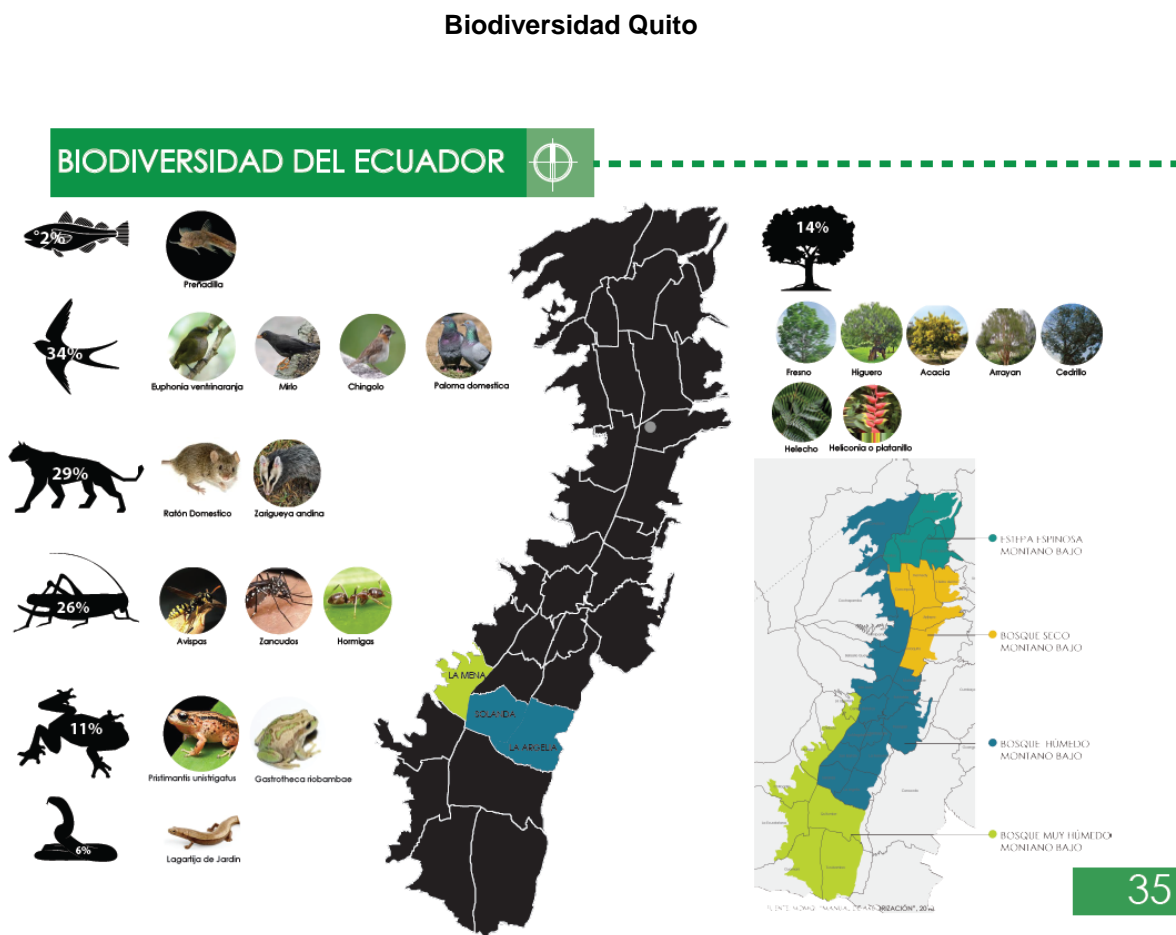 Biodiversidad Quito
BIODIVERSIDAD DEL ECUADOR
2%
Preñadilla
34%
Euphonia ventrinaranja
Mirlo
Chingolo
Paloma domestica
29%
Ratón Domestico
Zarigueya andina
26%
Avispas
Zancudos
Hormigas
11%
Pristimantis unistrigatus
Gastrotheca riobambae
6%
Lagartija de Jardin
LA MENA
SOLANDA
LA ARGELIA
14%
Fresno
Higuero
Acacia
Arrayan
Cedrillo
Helecho
Heliconia o platanillo
ESTEPA ESPINOSA
MONTANO BAJO
BOSQUE SECO
MONTANO BAJO
BOSQUE HÚMEDO
MONTANO BAJO
BOSQUE MUY HÚMEDO
MONTANO BAJO
35